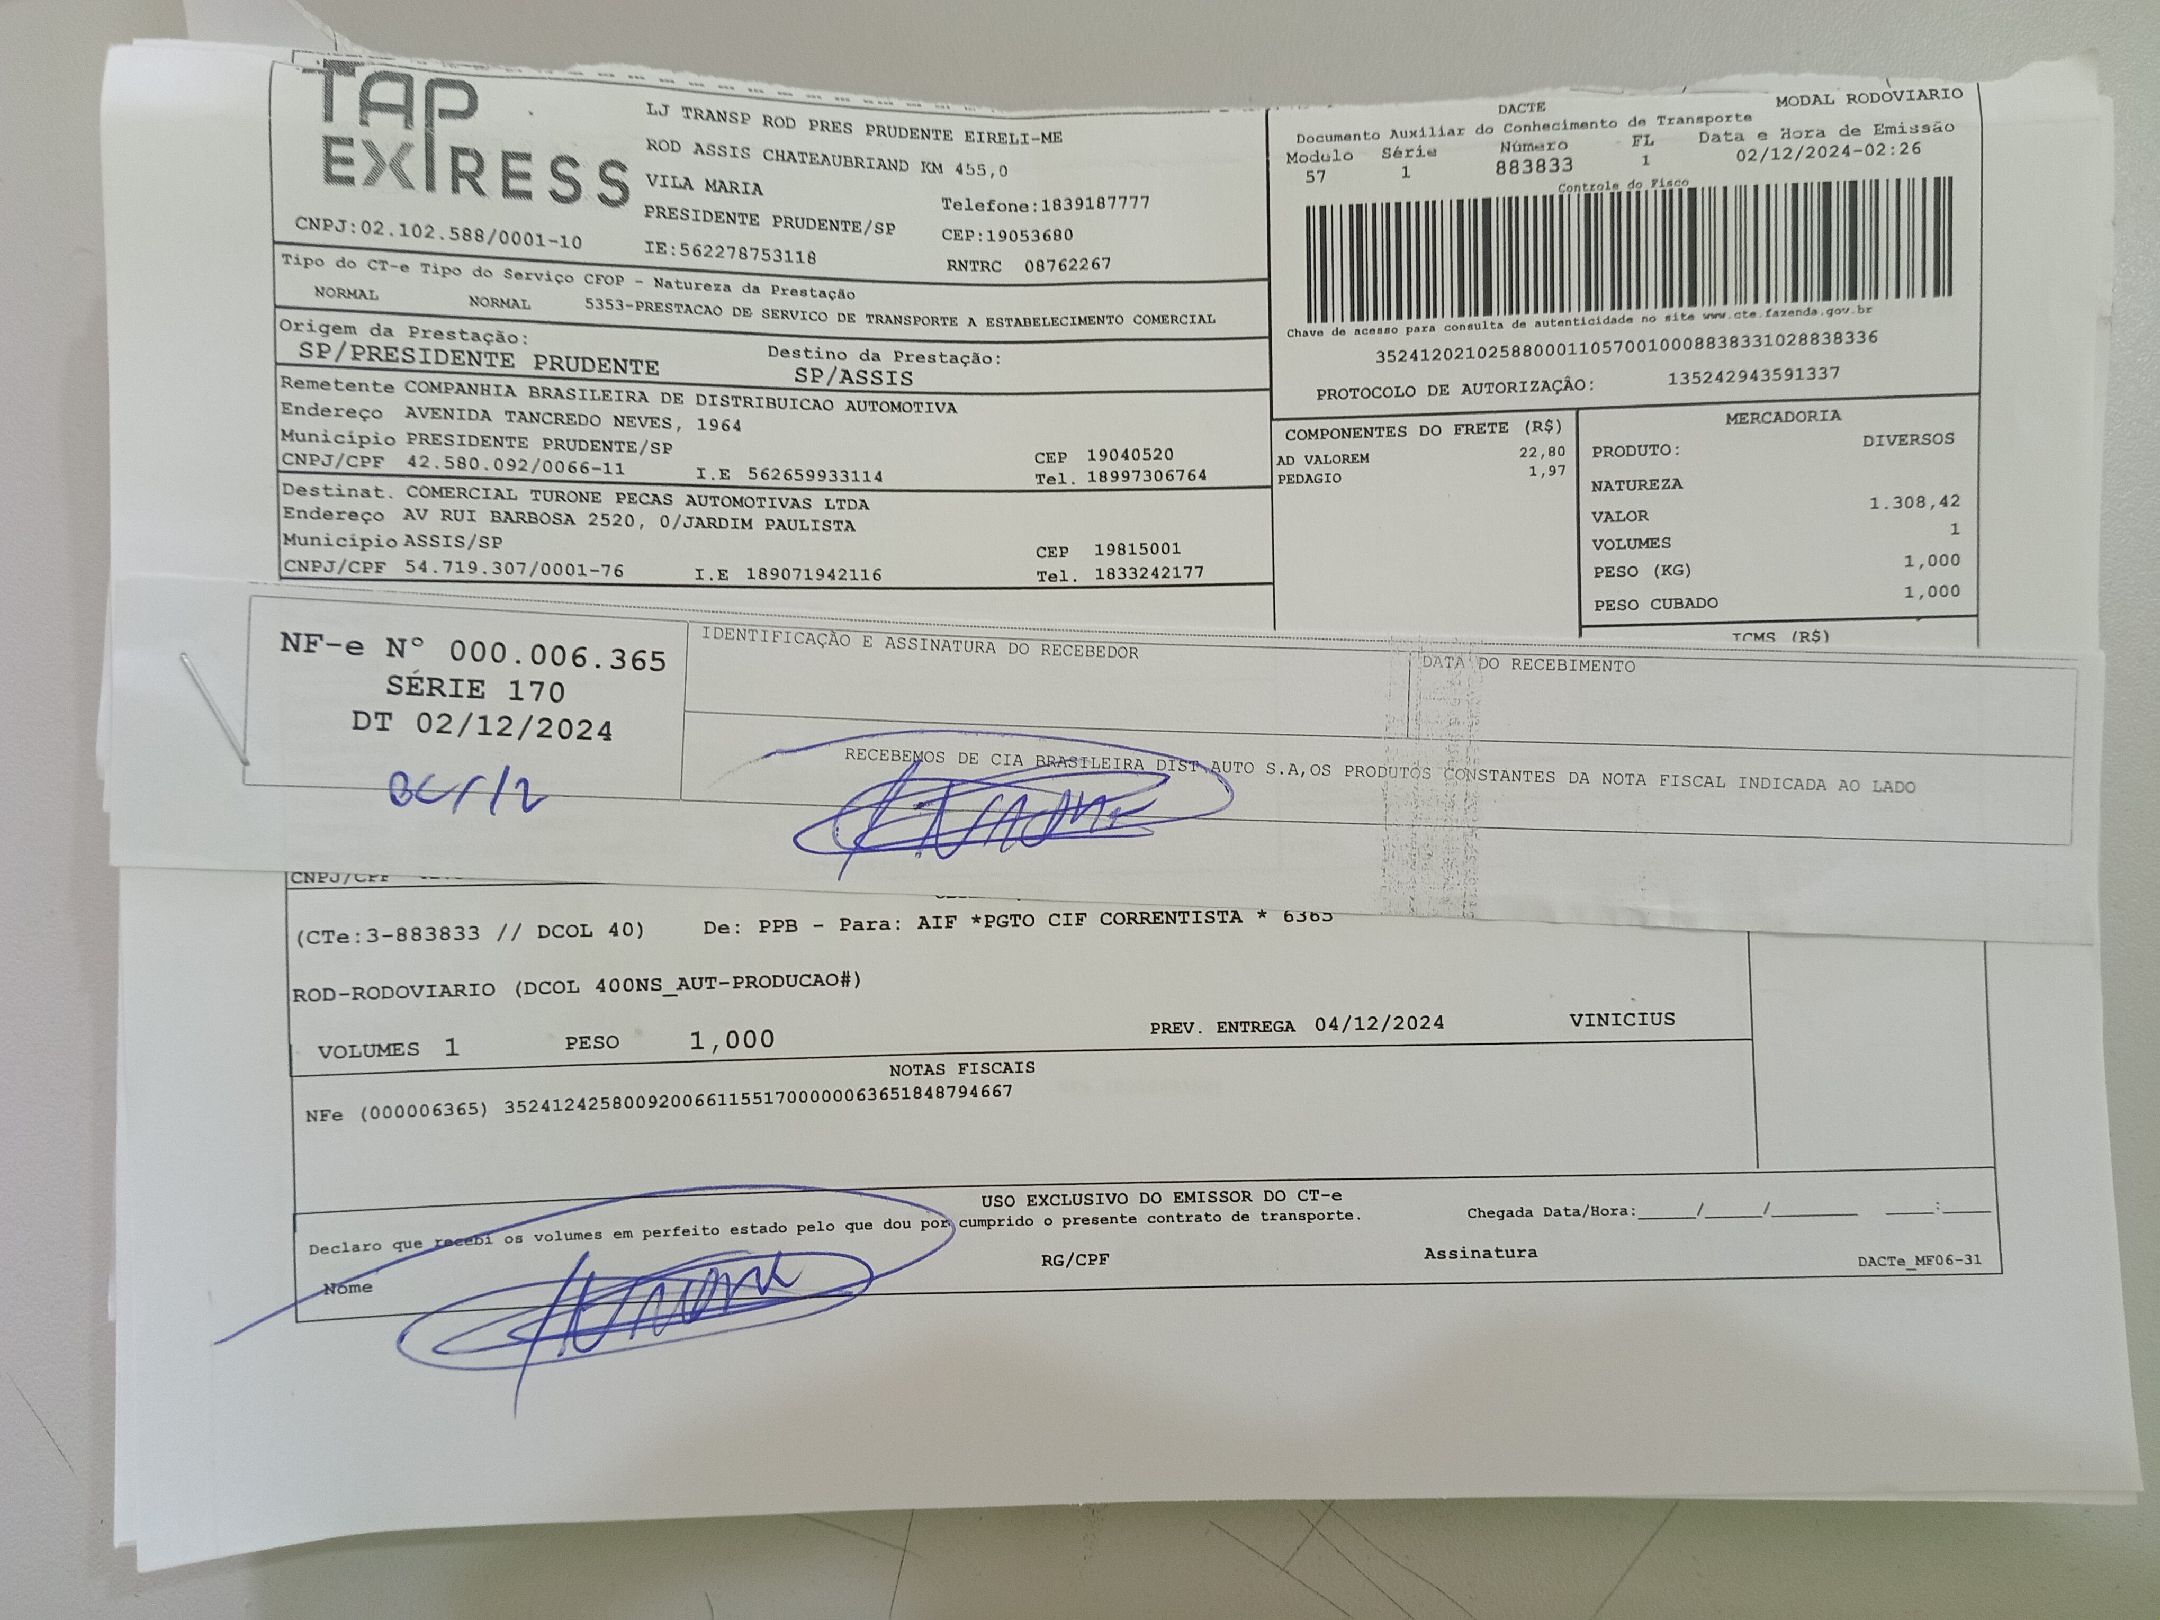 TAP
EXPRESS
CNPJ:02.102.588/0001-10
LJ TRANSP ROD PRES PRUDENTE EIRELI-ME
ROD ASSIS CHATEAUBRIAND KM 455,0
VILA MARIA
Telefone:1839187777
PRESIDENTE PRUDENTE/SP
CEP:19053680
IE:562278753118
RNTRC 08762267
DACTE
MODAL RODOVIARIO
Documento Auxiliar do Conhecimento de Transporte
Modulo Série Número FL Data e Hora de Emissão
57 1 883833 1 02/12/2024-02:26
Controle do Fisco
Chave de acesso para consulta de autenticidade no site www.cte.fazenda.gov.br
35241202102588000110570010008838331028838336
PROTOCOLO DE AUTORIZAÇÃO: 135242943591337
Tipo do CT-e Tipo do Serviço CFOP - Natureza da Prestação
NORMAL NORMAL 5353-PRESTACAO DE SERVICO DE TRANSPORTE A ESTABELECIMENTO COMERCIAL
Origem da Prestação:
SP/PRESIDENTE PRUDENTE
Destino da Prestação:
SP/ASSIS
Remetente COMPANHIA BRASILEIRA DE DISTRIBUICAO AUTOMOTIVA
Endereço AVENIDA TANCREDO NEVES, 1964
Município PRESIDENTE PRUDENTE/SP CEP 19040520
CNPJ/CPF 42.580.092/0066-11 I.E 562659933114 Tel. 18997306764
Destinat. COMERCIAL TURONE PECAS AUTOMOTIVAS LTDA
Endereço AV RUI BARBOSA 2520, 0/JARDIM PAULISTA
Município ASSIS/SP CEP 19815001
CNPJ/CPF 54.719.307/0001-76 I.E 189071942116 Tel. 1833242177
COMPONENTES DO FRETE (R$)
AD VALOREM 22,80
PEDAGIO 1,97
MERCADORIA
PRODUTO: DIVERSOS
NATUREZA
VALOR 1.308,42
VOLUMES 1
PESO (KG) 1,000
PESO CUBADO 1,000
ICMS (R$)
NF-e Nº 000.006.365
SÉRIE 170
DT 02/12/2024
IDENTIFICAÇÃO E ASSINATURA DO RECEBEDOR
DATA DO RECEBIMENTO
RECEBEMOS DE CIA BRASILEIRA DIST.AUTO S.A,OS PRODUTOS CONSTANTES DA NOTA FISCAL INDICADA AO LADO
CNPJ/CPF
(CTe:3-883833 // DCOL 40) De: PPB - Para: AIF *PGTO CIF CORRENTISTA * 6365
ROD-RODOVIARIO (DCOL 400NS_AUT-PRODUCAO#)
VOLUMES 1 PESO 1,000 PREV. ENTREGA 04/12/2024 VINICIUS
NOTAS FISCAIS
NFe (000006365) 35241242580092006611551700000063651848794667
USO EXCLUSIVO DO EMISSOR DO CT-e
Declaro que recebi os volumes em perfeito estado pelo que dou por cumprido o presente contrato de transporte.
Chegada Data/Hora:_____/_____/________ ____:____
Nome RG/CPF Assinatura DACTe_MF06-31